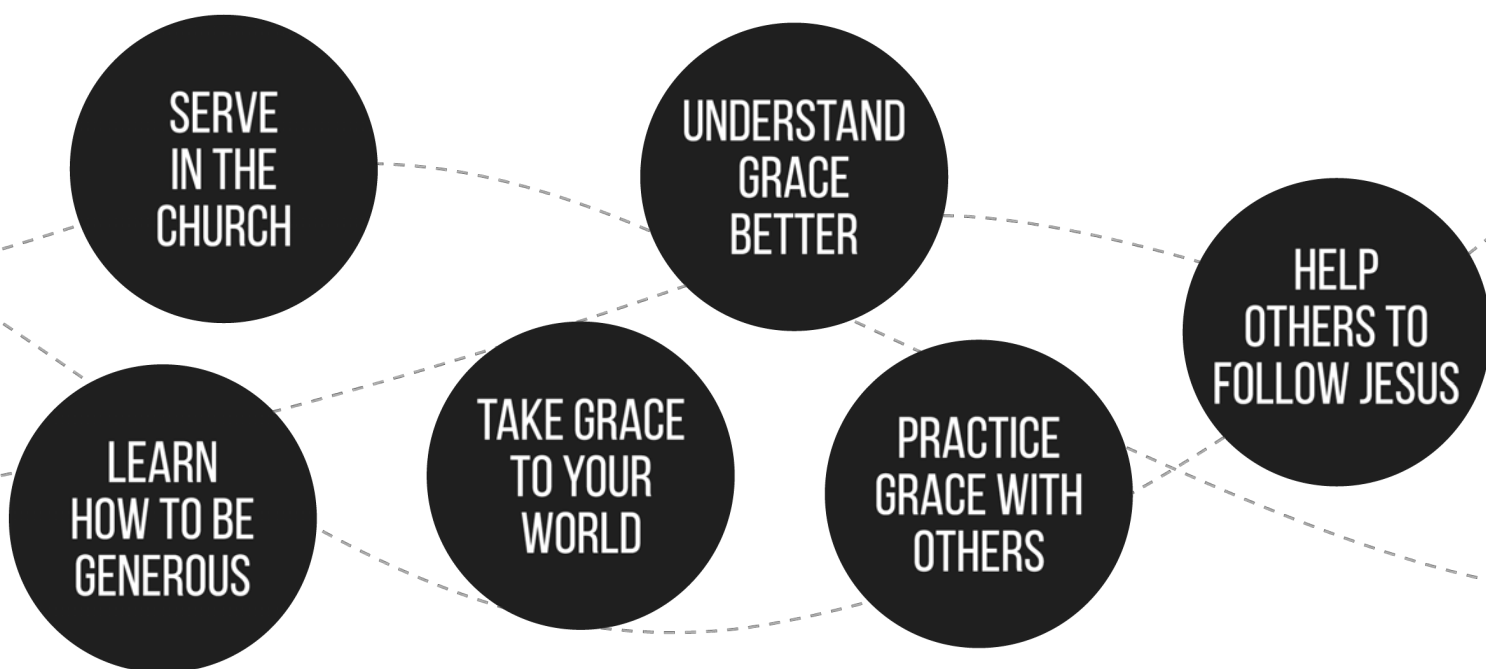 SERVE
IN THE
CHURCH
UNDERSTAND
GRACE
BETTER
HELP
OTHERS TO
FOLLOW JESUS
LEARN
HOW TO BE
GENEROUS
TAKE GRACE
TO YOUR
WORLD
PRACTICE
GRACE WITH
OTHERS